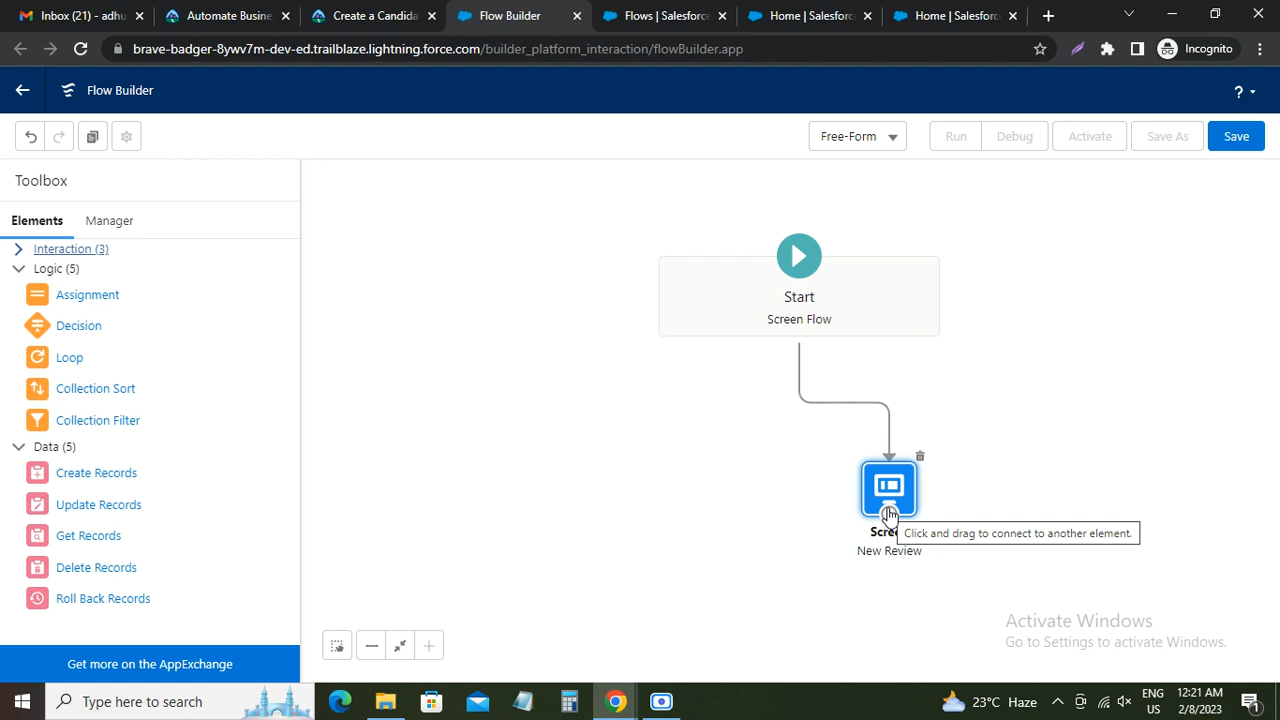 Inbox (21) - adhu
Automate Busine
Create a Candida
Flow Builder
Flows | Salesforc
Home | Salesforc
Home | Salesforc
brave-badger-8ywv7m-dev-ed.trailblaze.lightning.force.com/builder_platform_interaction/flowBuilder.app
Incognito
Flow Builder
?
Free-Form
Run
Debug
Activate
Save As
Save
Toolbox
Elements
Manager
Interaction (3)
Logic (5)
Assignment
Decision
Loop
Collection Sort
Collection Filter
Data (5)
Create Records
Update Records
Get Records
Delete Records
Roll Back Records
Get more on the AppExchange
Start
Screen Flow
Scree
Click and drag to connect to another element.
New Review
Activate Windows
Go to Settings to activate Windows.
Type here to search
23°C Haze
ENG
US
12:21 AM
2/8/2023
1